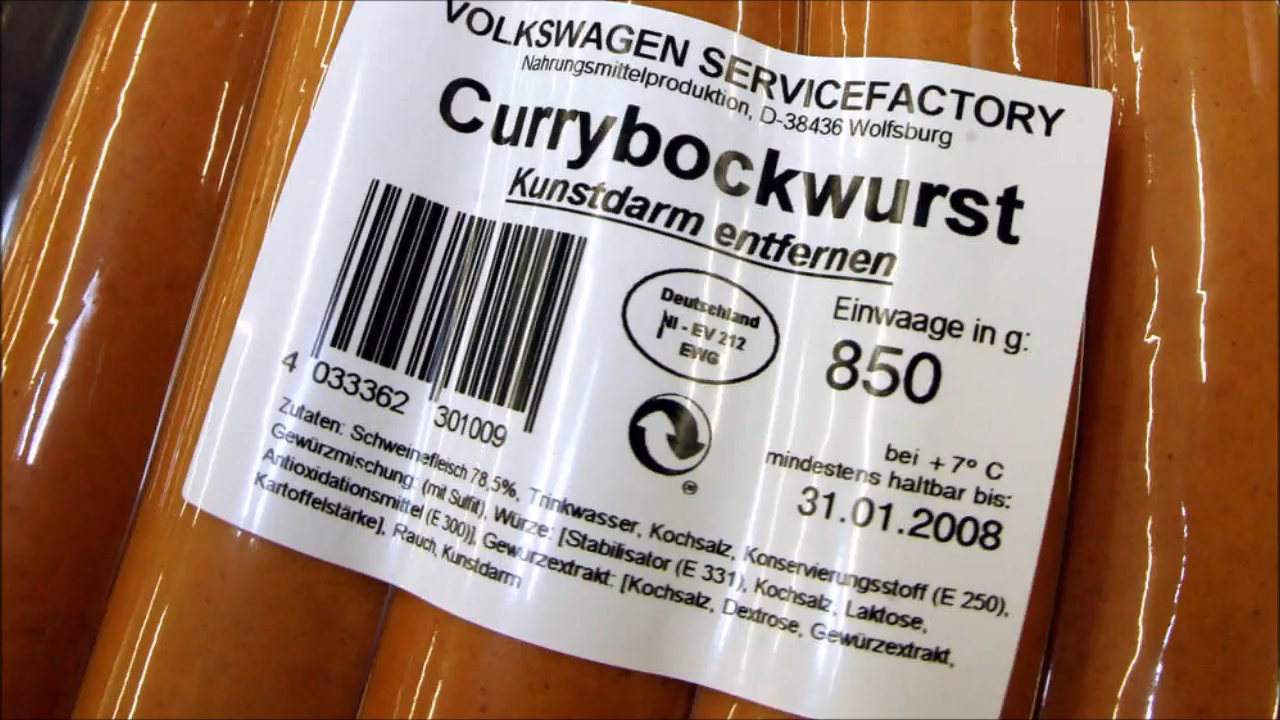 VOLKSWAGEN SERVICEFACTORY
Nahrungsmittelproduktion, D-38436 Wolfsburg
Currybockwurst
Kunstdarm entfernen
Deutschland
NI - EV 212
EWG
Einwaage in g:
850
4 033362 301009
bei +7° C
mindestens haltbar bis:
31.01.2008
Zutaten: Schweinefleisch 78,5%, Trinkwasser, Kochsalz, Konservierungsstoff (E 250),
Gewürzmischung: (mit Sulfit), Würze: [Stabilisator (E 331), Kochsalz, Laktose,
Antioxidationsmittel (E 300)], Gewürzextrakt: [Kochsalz, Dextrose, Gewürzextrakt,
Kartoffelstärke], Rauch, Kunstdarm